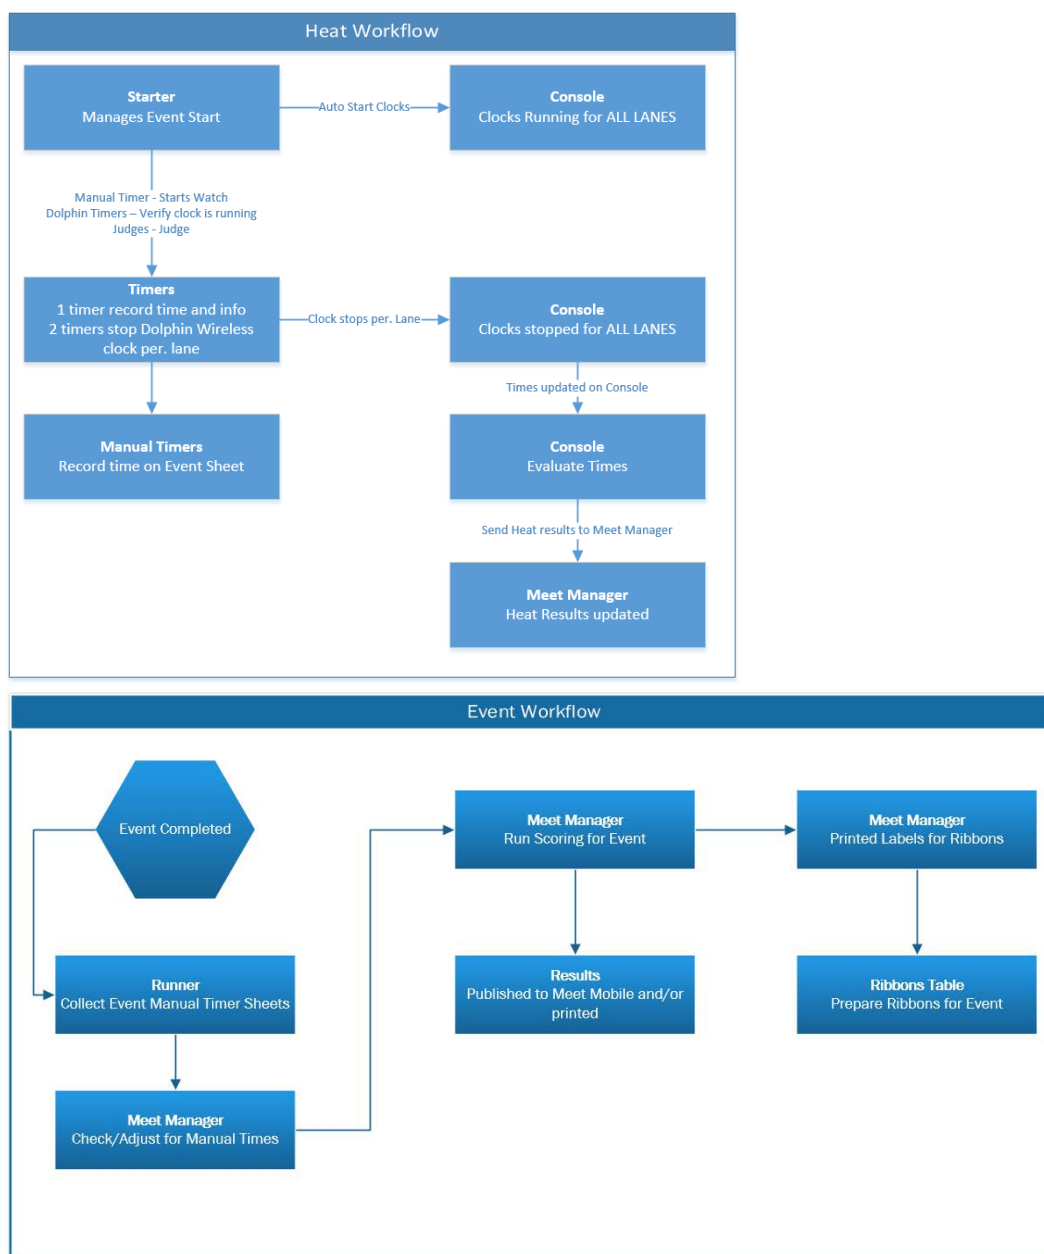 Heat Workflow
Starter
Manages Event Start
Auto Start Clocks
Console
Clocks Running for ALL LANES
Manual Timer - Starts Watch
Dolphin Timers – Verify clock is running
Judges - Judge
Timers
1 timer record time and info
2 timers stop Dolphin Wireless
clock per. lane
Clock stops per. Lane
Console
Clocks stopped for ALL LANES
Times updated on Console
Manual Timers
Record time on Event Sheet
Console
Evaluate Times
Send Heat results to Meet Manager
Meet Manager
Heat Results updated
Event Workflow
Event Completed
Meet Manager
Run Scoring for Event
Meet Manager
Printed Labels for Ribbons
Runner
Collect Event Manual Timer Sheets
Results
Published to Meet Mobile and/or
printed
Ribbons Table
Prepare Ribbons for Event
Meet Manager
Check/Adjust for Manual Times